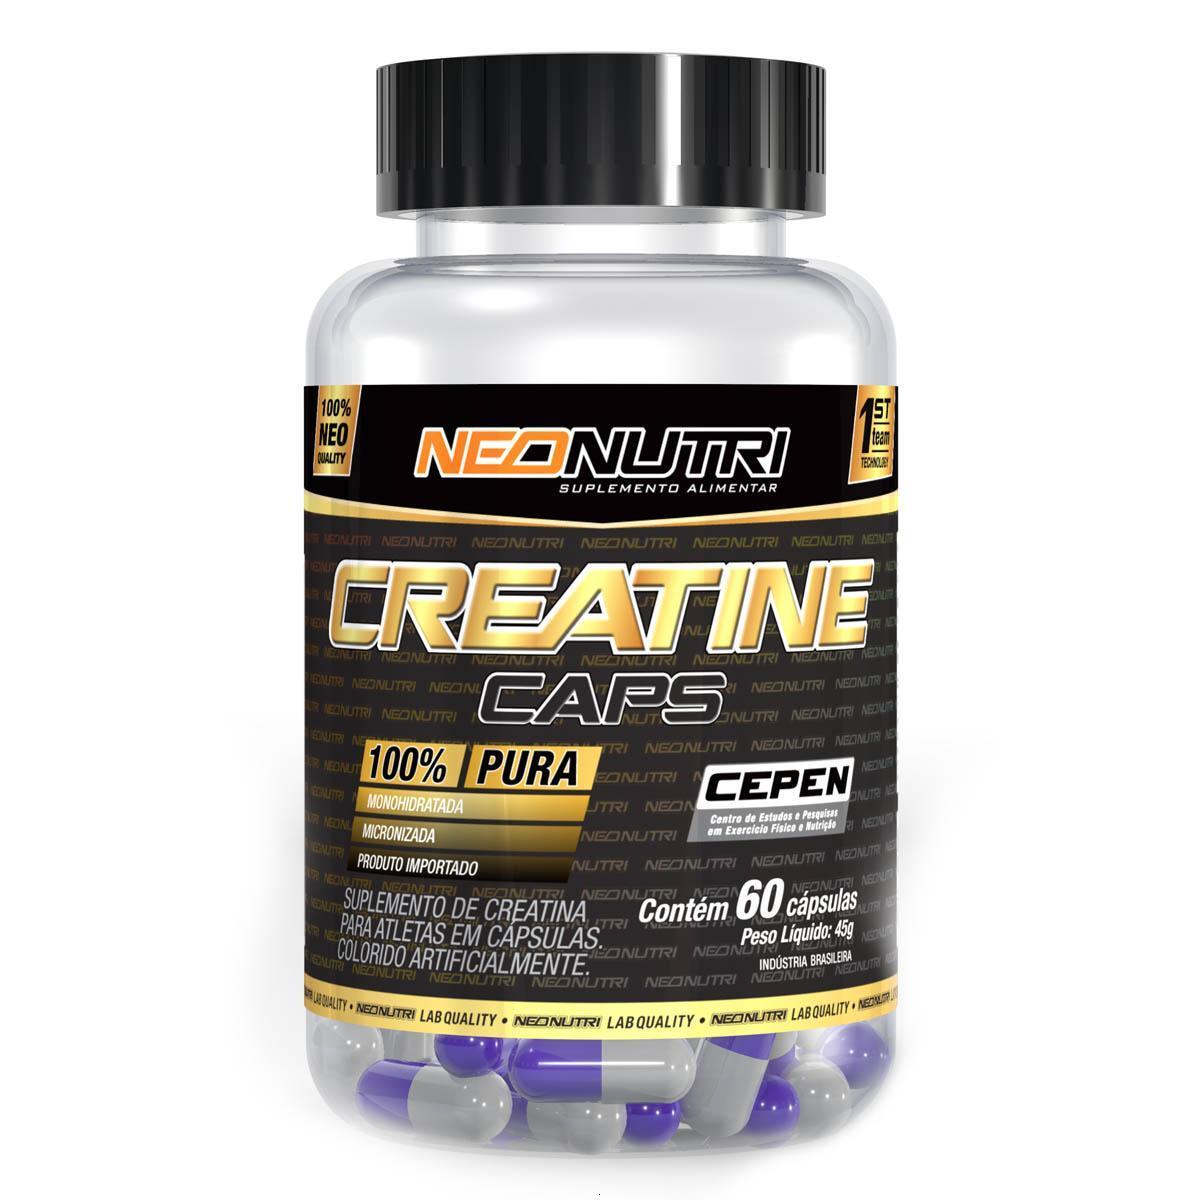 100%
NEO
QUALITY
NEONUTRI
SUPLEMENTO ALIMENTAR
1ST
team
TECHNOLOGY
CREATINE
CAPS
100% PURA
MONOHIDRATADA
MICRONIZADA
PRODUTO IMPORTADO
CEPEN
Centro de Estudos e Pesquisas
em Exercício Físico e Nutrição
SUPLEMENTO DE CREATINA
PARA ATLETAS EM CÁPSULAS.
COLORIDO ARTIFICIALMENTE.
Contém 60 cápsulas
Peso Líquido: 45g
INDÚSTRIA BRASILEIRA
LAB QUALITY • NEONUTRI LAB QUALITY • NEONUTRI LAB QUALITY • NEONUTRI LAB QUALITY • NEONUTRI